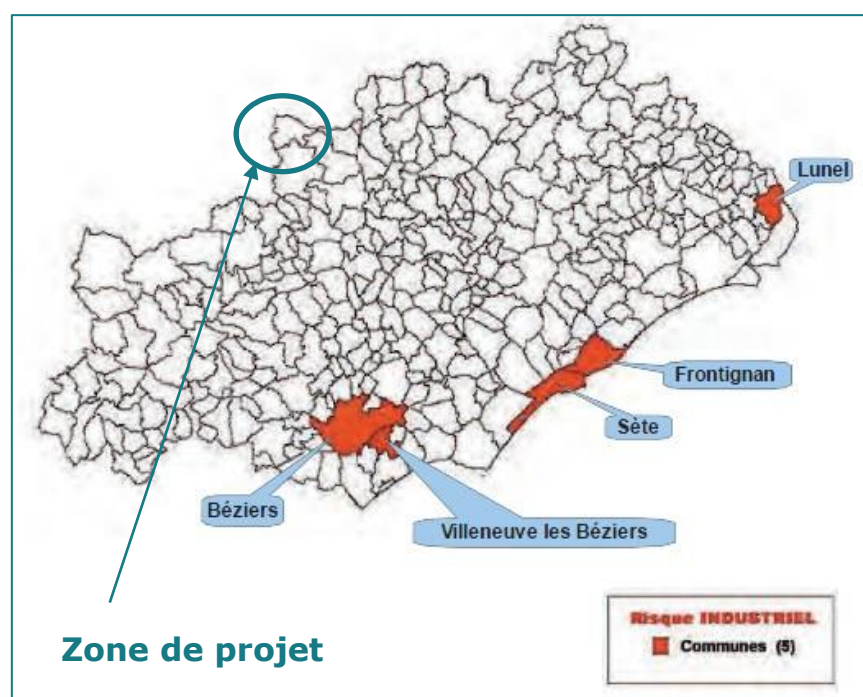 Lunel
Frontignan
Sète
Béziers
Villeneuve les Béziers
Zone de projet
Risque INDUSTRIEL
Communes (5)